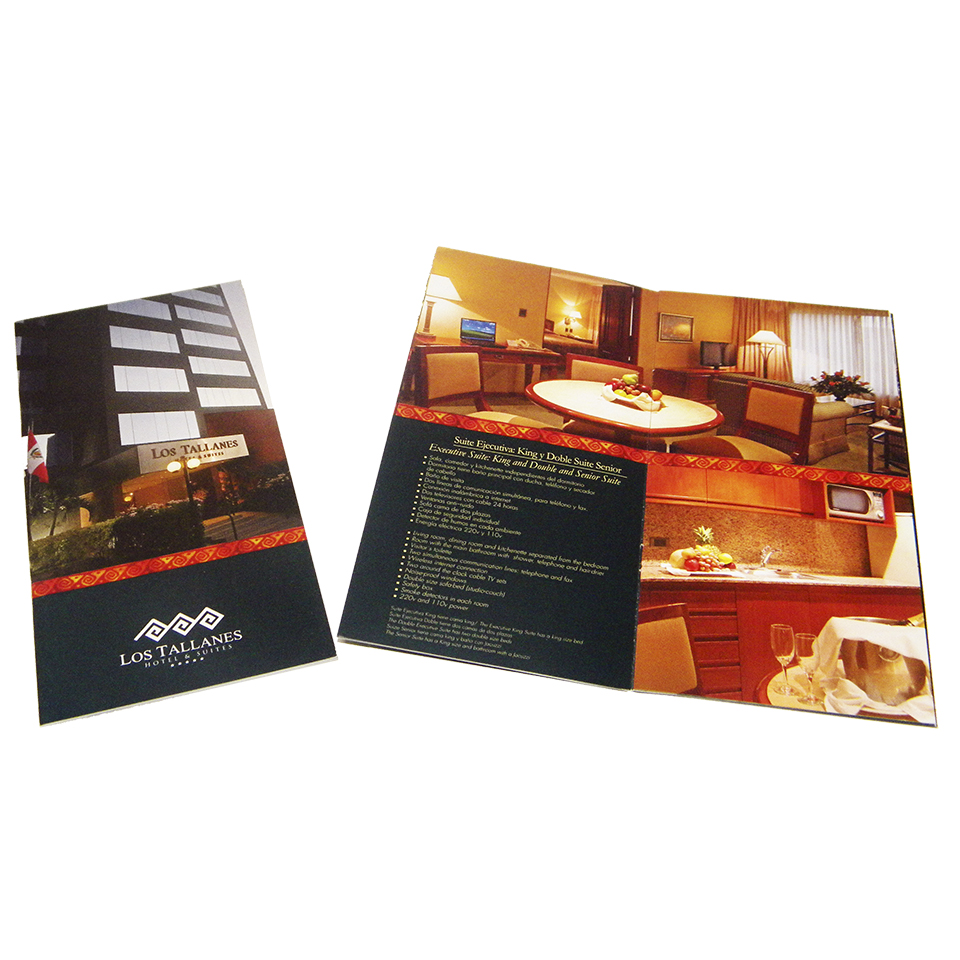 LOS TALLANES
HOTEL & SUITES
LOS TALLANES
HOTEL & SUITES
Suite Ejecutiva: King y Doble Suite Senior
Executive Suite: King and Double and Senior Suite
• Sala, comedor y kitchenette independientes del dormitorio
• Dormitorio con baño principal con ducha, teléfono y secador
de cabello
• Baño de visita
• Dos líneas de comunicación simultánea, para teléfono y fax.
• Conexión inalámbrica a internet
• Dos televisores con cable 24 horas
• Ventanas anti-ruido
• Sofá cama de dos plazas
• Caja de seguridad individual
• Detector de humos en cada ambiente
• Energía eléctrica 220v y 110v
• Living room, dining room and kitchenette separated from the bedroom
• Room with the main bathroom with shower, telephone and hairdrier
• Visitor's toilette
• Two simultaneous communication lines: telephone and fax
• Wireless internet connection
• Two around the clock cable TV sets
• Noise-proof windows
• Double size sofa-bed (studio-couch)
• Safety box
• Smoke detectors in each room
• 220v and 110v power
Suite Ejecutiva King tiene cama king/ The Executive King Suite has a king size bed
Suite Ejecutiva Doble tiene dos camas de dos plazas
The Double Executive Suite has two double size beds
Suite Senior tiene cama king y baño con Jacuzzi
The Senior Suite has a King size and bathroom with a Jacuzzi